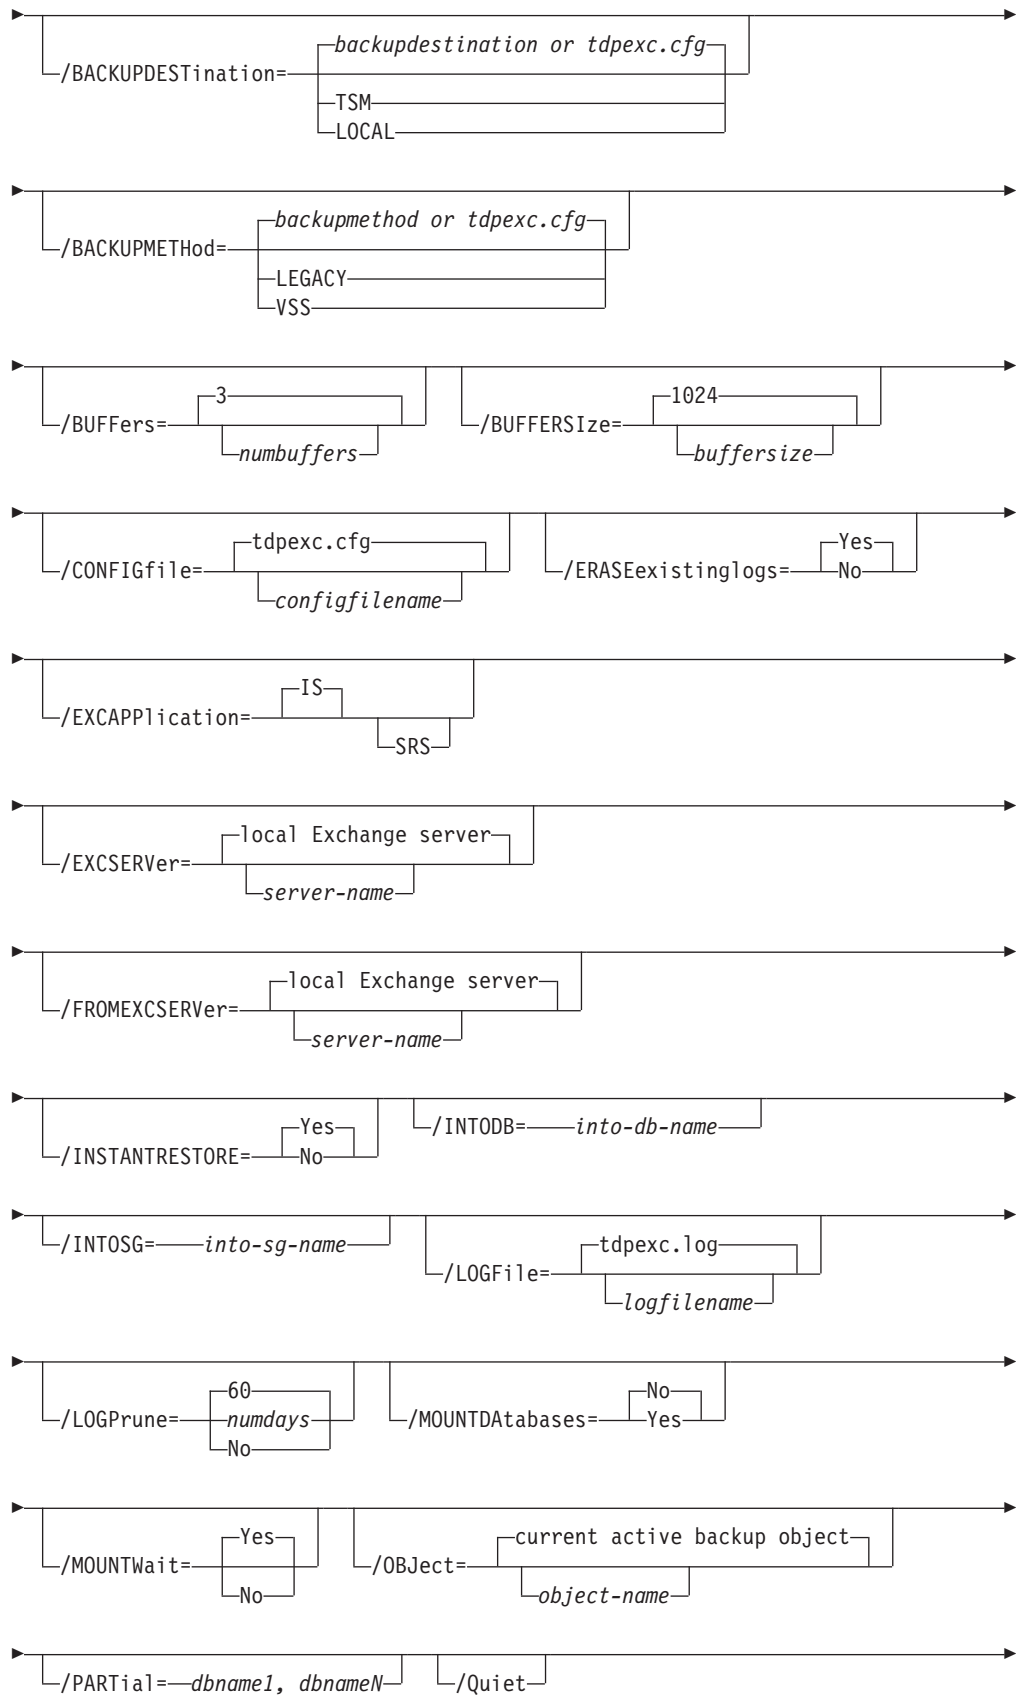 backupdestination or tdpexc.cfg
/BACKUPDESTination=
TSM
LOCAL
backupmethod or tdpexc.cfg
/BACKUPMETHod=
LEGACY
VSS
3 1024
/BUFFers= /BUFFERSIze=
numbuffers buffersize
tdpexc.cfg Yes
/CONFIGfile= /ERASEexistinglogs= No
configfilename
IS
/EXCAPPlication=
SRS
local Exchange server
/EXCSERVer=
server-name
local Exchange server
/FROMEXCSERVer=
server-name
Yes /INTODB= into-db-name
/INSTANTRESTORE= No
/INTOSG= into-sg-name tdpexc.log
/LOGFile=
logfilename
60 No
/LOGPrune= numdays /MOUNTDAtabases= Yes
No
Yes current active backup object
/MOUNTWait= /OBJect=
No object-name
/PARTial= dbname1, dbnameN /Quiet